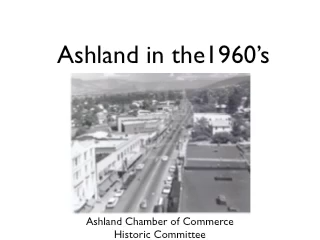 Ashland in the1960's
Ashland Chamber of Commerce
Historic Committee